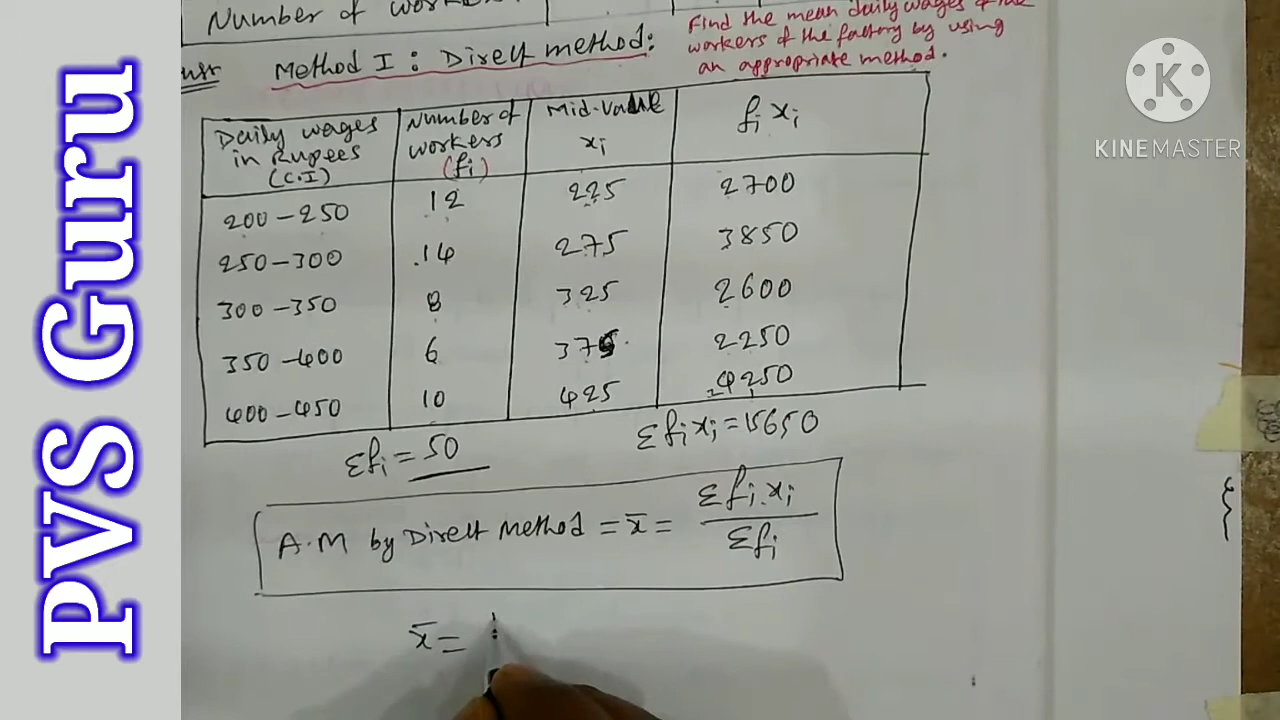 Number of
Find the mean daily wages of the
workers of the factory by using
an appropriate method.
Method I : Direct method:
Daily wages
in Rupees
(C.I)
Number of
workers
(fi)
Mid-value
xi
fi xi
200-250 12 225 2700
250-300 14 275 3850
300-350 8 325 2600
350-400 6 375 2250
400-450 10 425 4250
Σfi = 50
Σfixi = 15650
A.M by Direct Method = x̄ = Σfi.xi / Σfi
x̄ =
PVS Guru
K
KINEMASTER